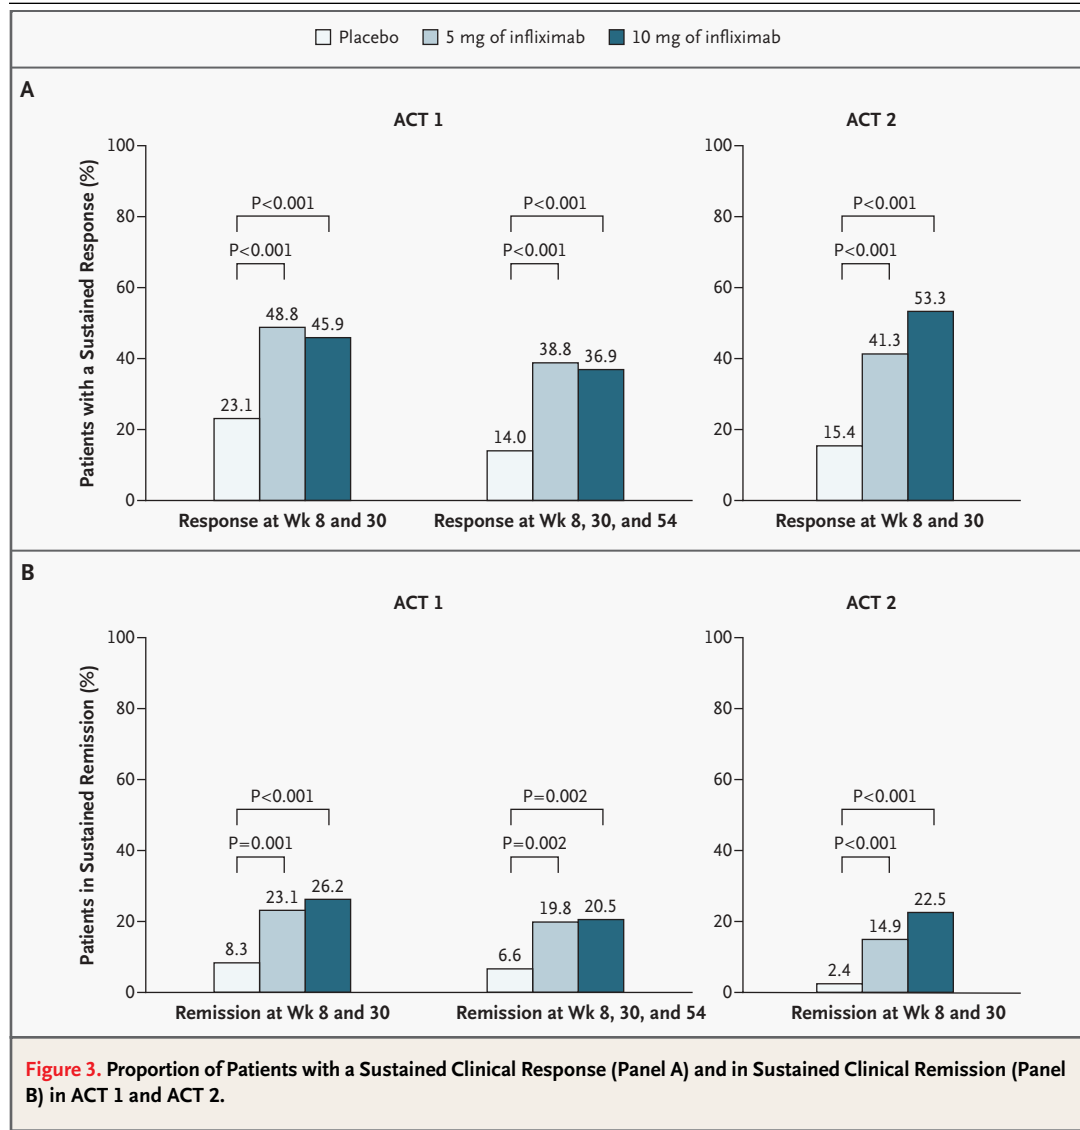 Placebo 5 mg of infliximab 10 mg of infliximab
A
ACT 1
Patients with a Sustained Response (%)
100
80
60
40
20
0
P<0.001
P<0.001
23.1
48.8
45.9
Response at Wk 8 and 30
P<0.001
P<0.001
14.0
38.8
36.9
Response at Wk 8, 30, and 54
ACT 2
100
80
60
40
20
0
P<0.001
P<0.001
15.4
41.3
53.3
Response at Wk 8 and 30
B
ACT 1
Patients in Sustained Remission (%)
100
80
60
40
20
0
P<0.001
P=0.001
8.3
23.1
26.2
Remission at Wk 8 and 30
P=0.002
P=0.002
6.6
19.8
20.5
Remission at Wk 8, 30, and 54
ACT 2
100
80
60
40
20
0
P<0.001
P<0.001
2.4
14.9
22.5
Remission at Wk 8 and 30
Figure 3. Proportion of Patients with a Sustained Clinical Response (Panel A) and in Sustained Clinical Remission (Panel
B) in ACT 1 and ACT 2.